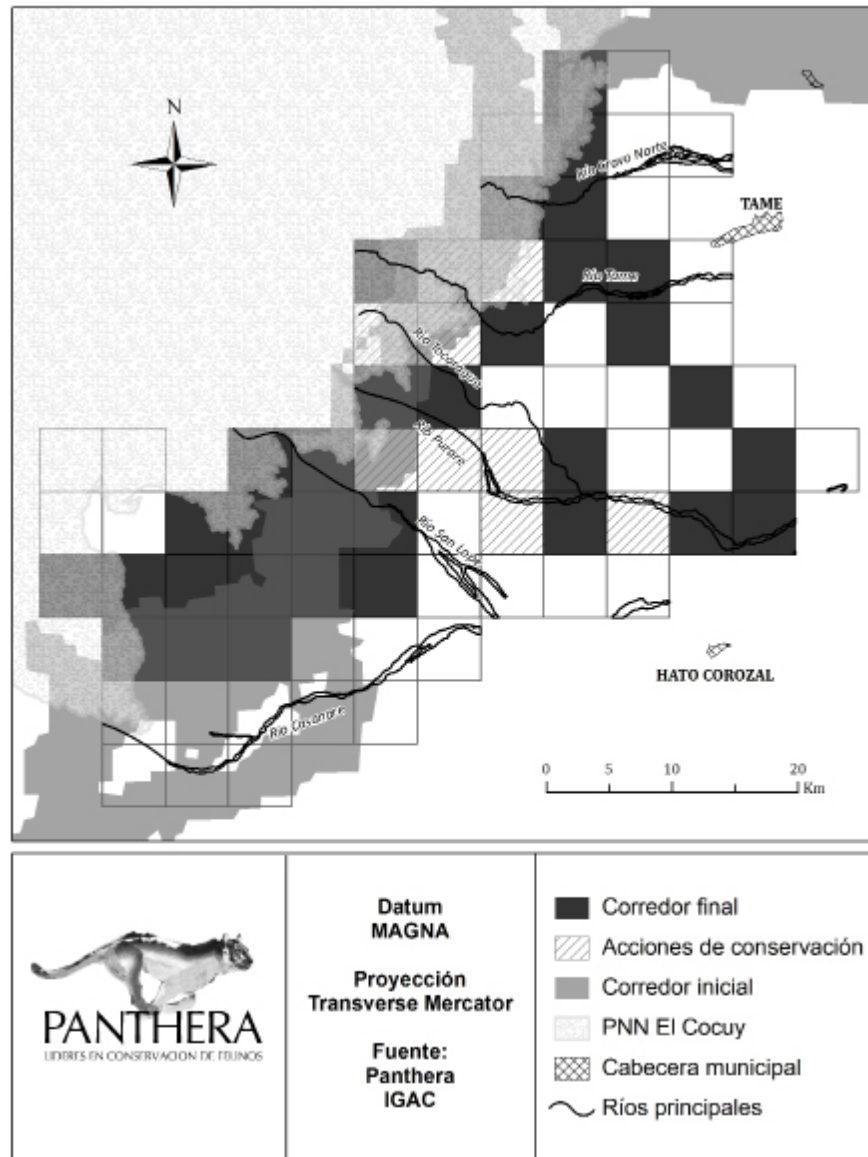 N
Río Cravo Norte
TAME
Río Tame
Río Tocoragua
Río Purare
Río San Lope
HATO COROZAL
Río Casanare
0 5 10 20
Km
PANTHERA
LIDERES EN CONSERVACION DE FELINOS
Datum
MAGNA
Proyección
Transverse Mercator
Fuente:
Panthera
IGAC
Corredor final
Acciones de conservación
Corredor inicial
PNN El Cocuy
Cabecera municipal
Ríos principales